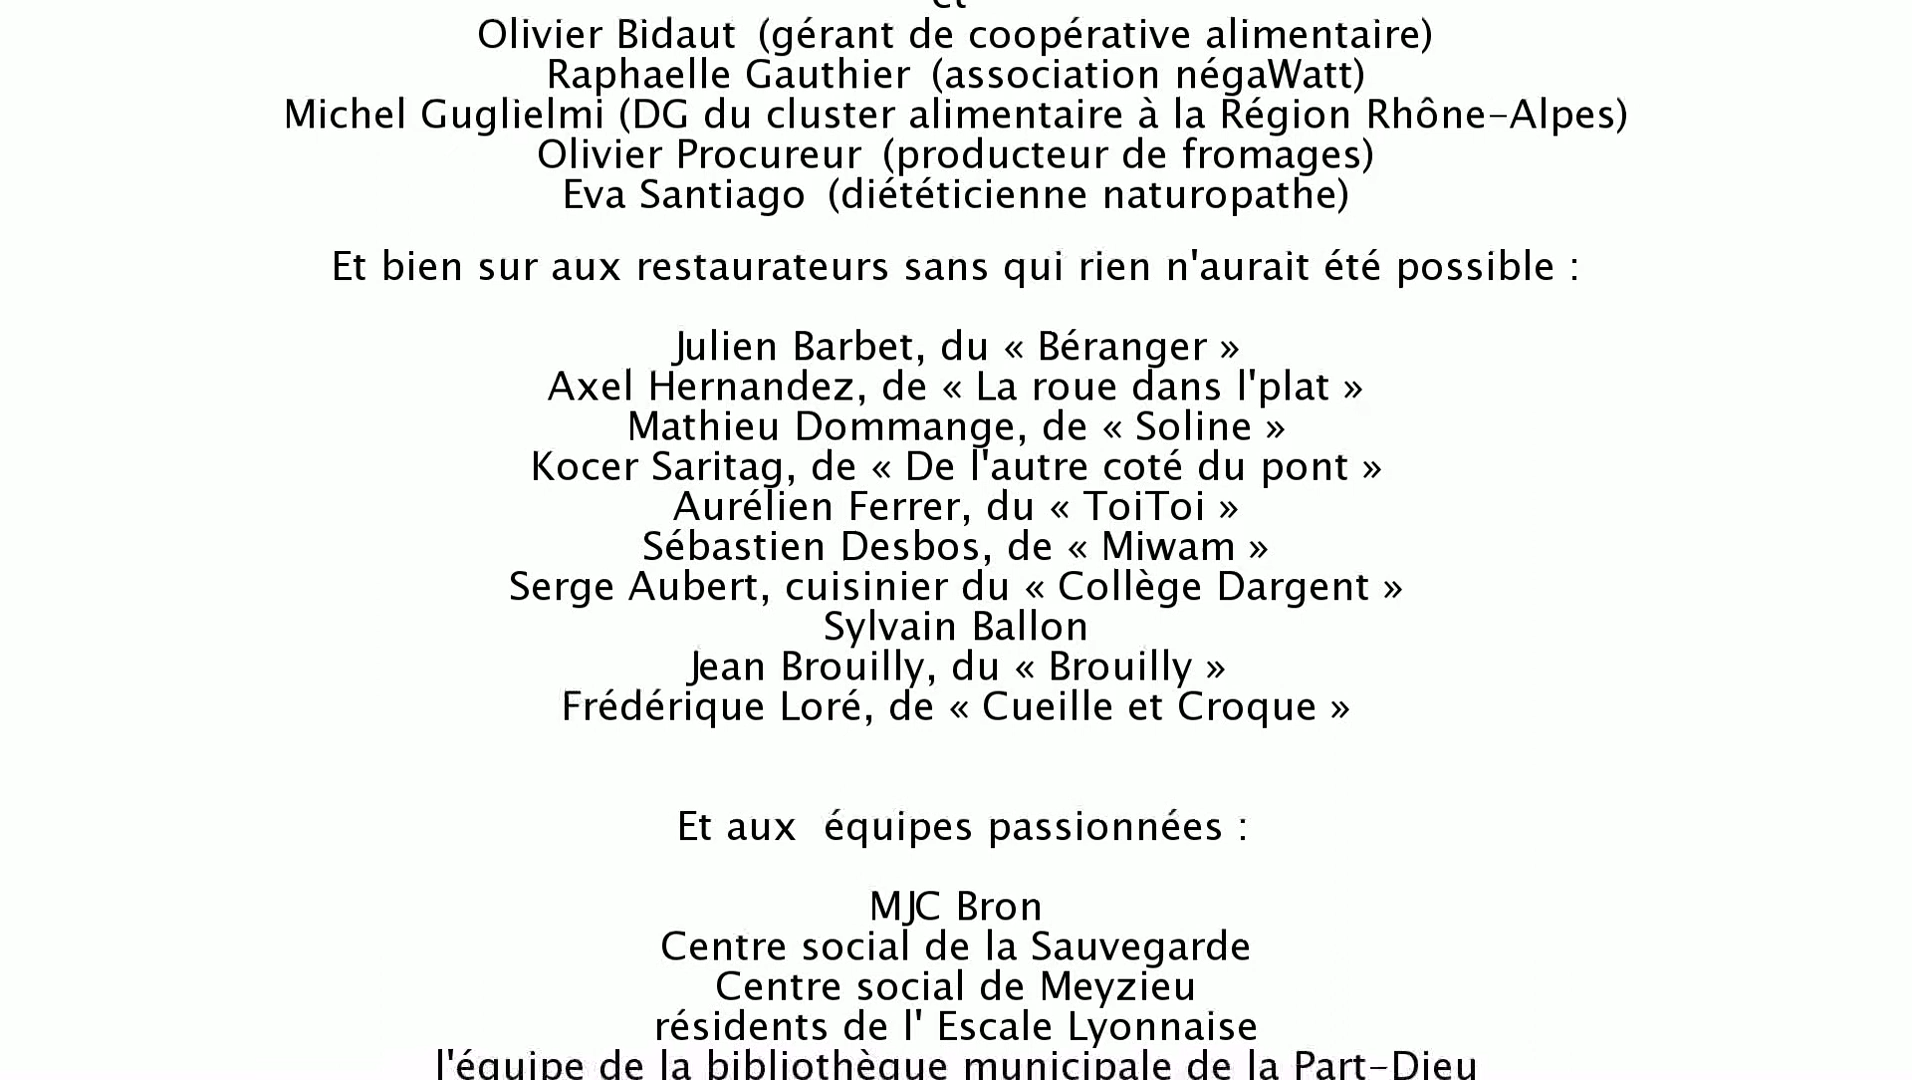 et
Olivier Bidaut (gérant de coopérative alimentaire)
Raphaelle Gauthier (association négaWatt)
Michel Guglielmi (DG du cluster alimentaire à la Région Rhône-Alpes)
Olivier Procureur (producteur de fromages)
Eva Santiago (diététicienne naturopathe)
Et bien sur aux restaurateurs sans qui rien n'aurait été possible :
Julien Barbet, du « Béranger »
Axel Hernandez, de « La roue dans l'plat »
Mathieu Dommange, de « Soline »
Kocer Saritag, de « De l'autre coté du pont »
Aurélien Ferrer, du « ToiToi »
Sébastien Desbos, de « Miwam »
Serge Aubert, cuisinier du « Collège Dargent »
Sylvain Ballon
Jean Brouilly, du « Brouilly »
Frédérique Loré, de « Cueille et Croque »
Et aux équipes passionnées :
MJC Bron
Centre social de la Sauvegarde
Centre social de Meyzieu
résidents de l' Escale Lyonnaise
l'équipe de la bibliothèque municipale de la Part-Dieu